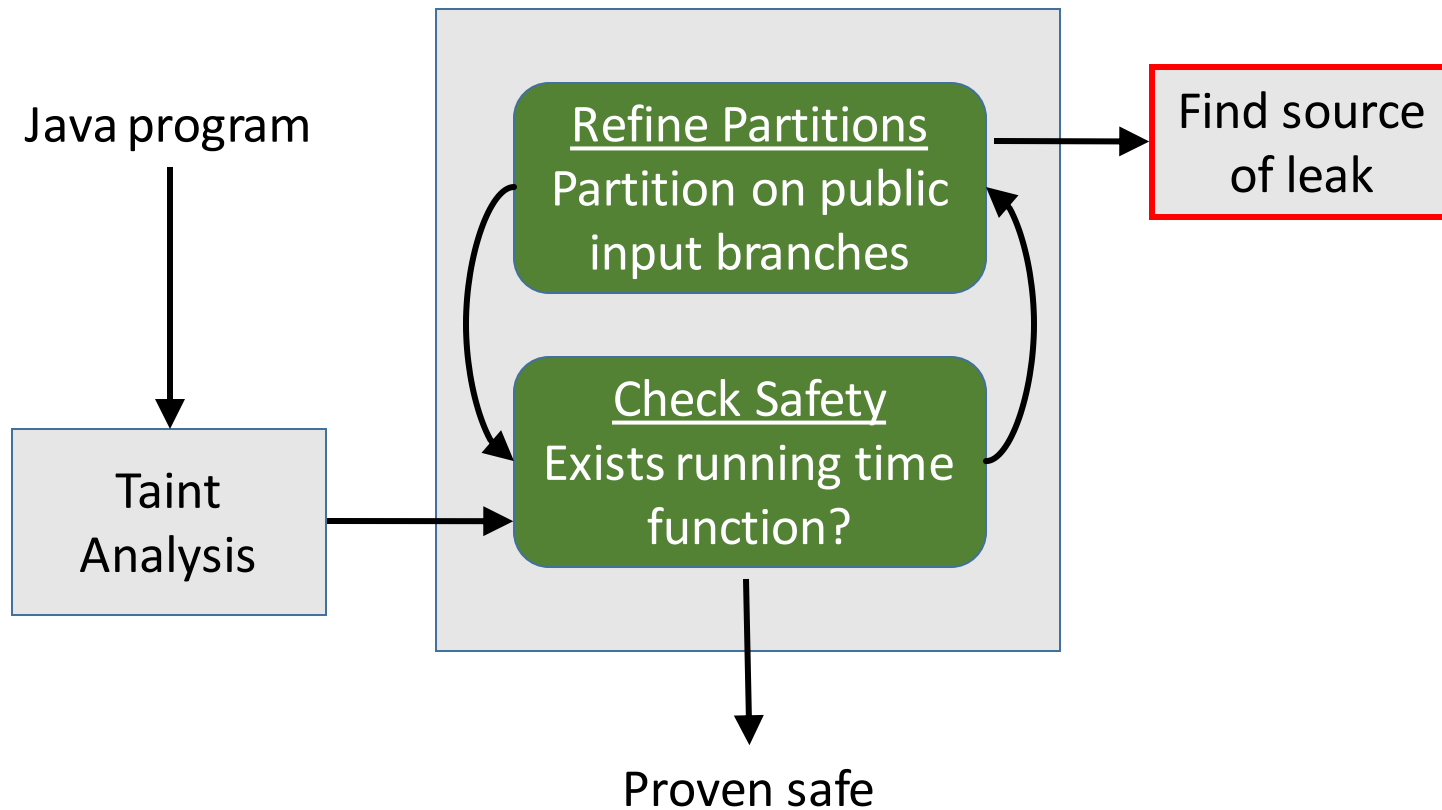 Java program
Taint
Analysis
Refine Partitions
Partition on public
input branches
Check Safety
Exists running time
function?
Find source
of leak
Proven safe